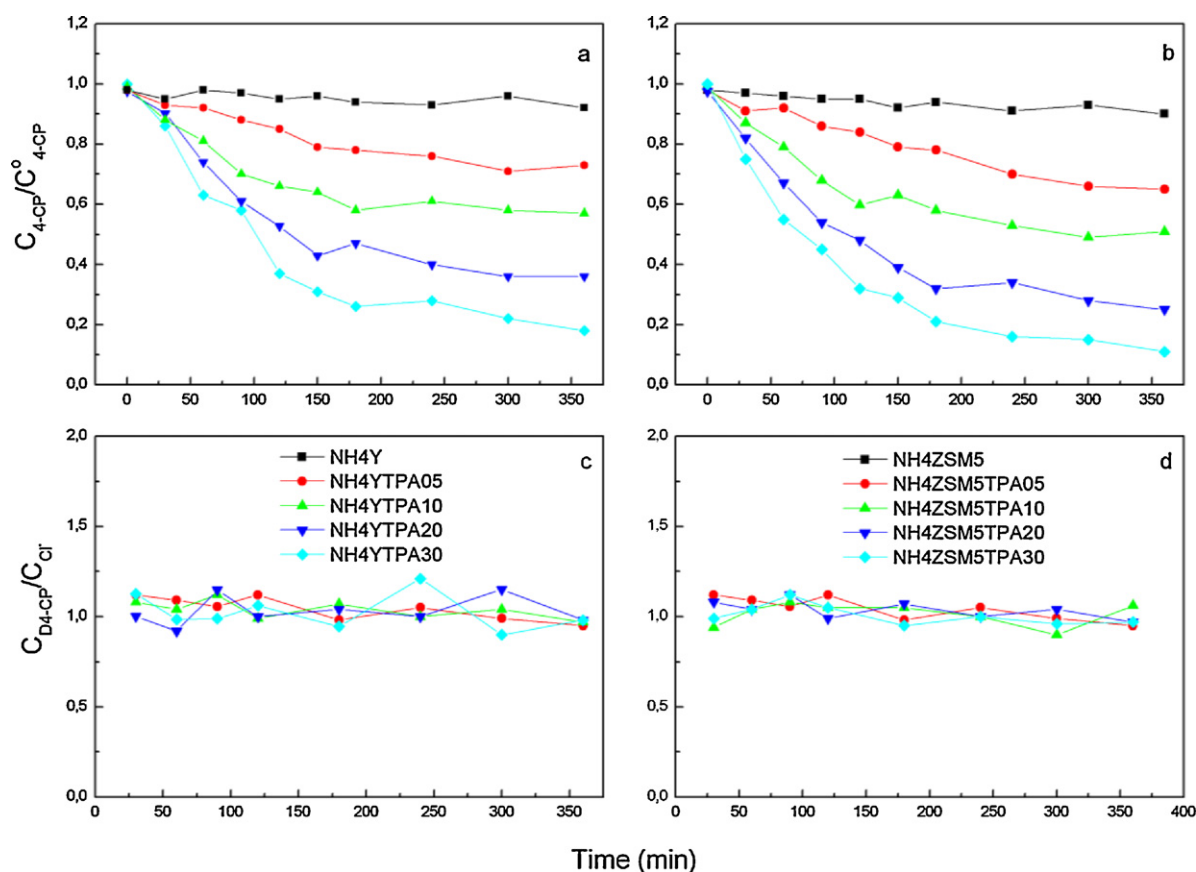 1,2
1,0
0,8
0,6
0,4
0,2
0,0
C4-CP/C°4-CP
a
0 50 100 150 200 250 300 350
1,2
1,0
0,8
0,6
0,4
0,2
0,0
b
0 50 100 150 200 250 300 350
2,0
1,5
1,0
0,5
0,0
CD4-CP/CCl-
c
NH4Y
NH4YTPA05
NH4YTPA10
NH4YTPA20
NH4YTPA30
0 50 100 150 200 250 300 350
2,0
1,5
1,0
0,5
0,0
d
NH4ZSM5
NH4ZSM5TPA05
NH4ZSM5TPA10
NH4ZSM5TPA20
NH4ZSM5TPA30
0 50 100 150 200 250 300 350 400
Time (min)